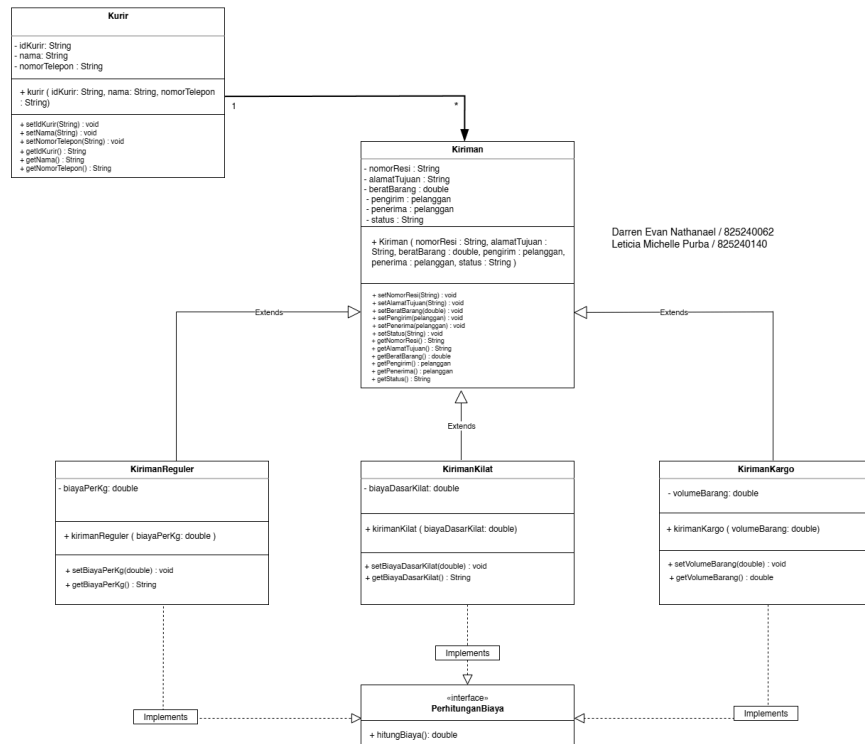 Kurir
- idKurir: String
- nama: String
- nomorTelepon : String
+ kurir ( idKurir: String, nama: String, nomorTelepon
: String)
+ setIdKurir(String) : void
+ setNama(String) : void
+ setNomorTelepon(String) : void
+ getIdKurir() : String
+ getNama() : String
+ getNomorTelepon() : String
1
*
Kiriman
- nomorResi : String
- alamatTujuan : String
- beratBarang : double
- pengirim : pelanggan
- penerima : pelanggan
- status : String
+ Kiriman ( nomorResi : String, alamatTujuan :
String, beratBarang : double, pengirim : pelanggan,
penerima : pelanggan, status : String )
+ setNomorResi(String) : void
+ setAlamatTujuan(String) : void
+ setBeratBarang(double) : void
+ setPengirim(pelanggan) : void
+ setPenerima(pelanggan) : void
+ setStatus(String) : void
+ getNomorResi() : String
+ getAlamatTujuan() : String
+ getBeratBarang() : double
+ getPengirim() : pelanggan
+ getPenerima() : pelanggan
+ getStatus() : String
Darren Evan Nathanael / 825240062
Leticia Michelle Purba / 825240140
Extends
Extends
Extends
KirimanReguler
- biayaPerKg: double
+ kirimanReguler ( biayaPerKg: double )
+ setBiayaPerKg(double) : void
+ getBiayaPerKg() : String
KirimanKilat
- biayaDasarKilat: double
+ kirimanKilat ( biayaDasarKilat: double)
+ setBiayaDasarKilat(double) : void
+ getBiayaDasarKilat() : String
KirimanKargo
- volumeBarang: double
+ kirimanKargo ( volumeBarang: double)
+ setVolumeBarang(double) : void
+ getVolumeBarang() : double
Implements
Implements
Implements
«interface»
PerhitunganBiaya
+ hitungBiaya(): double